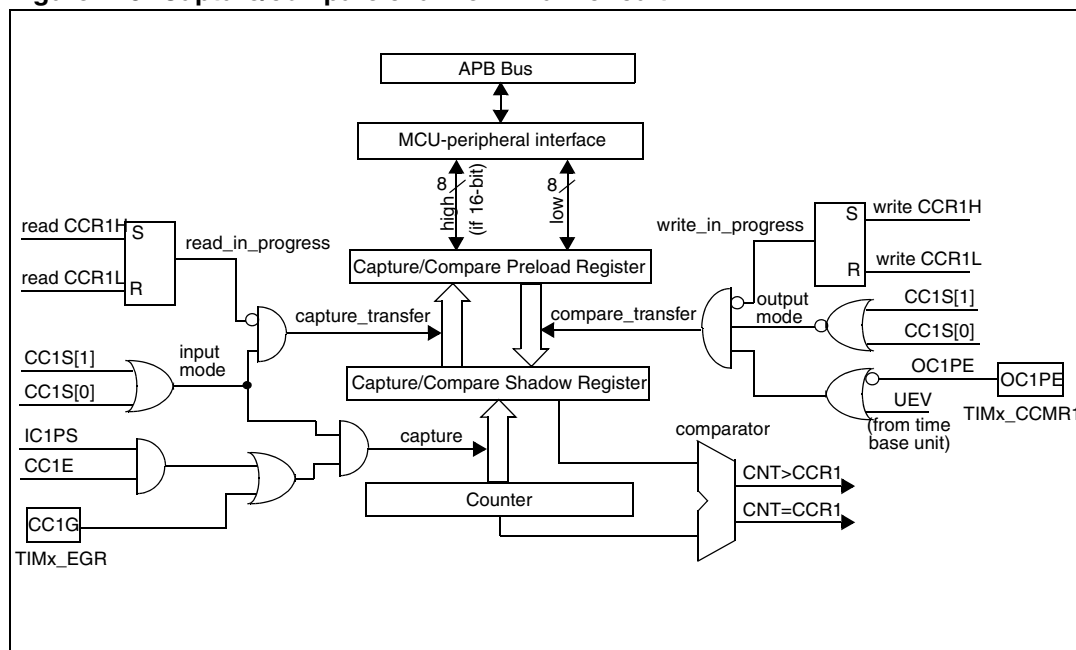 APB Bus
MCU-peripheral interface
8
high
(if 16-bit)
8
low
read CCR1H
S
read_in_progress
read CCR1L
R
write_in_progress
S
write CCR1H
R
write CCR1L
Capture/Compare Preload Register
capture_transfer
compare_transfer
output
mode
CC1S[1]
CC1S[0]
CC1S[1]
input
mode
CC1S[0]
Capture/Compare Shadow Register
OC1PE
OC1PE
UEV
TIMx_CCMR1
(from time
base unit)
IC1PS
CC1E
capture
comparator
Counter
CNT>CCR1
CNT=CCR1
CC1G
TIMx_EGR